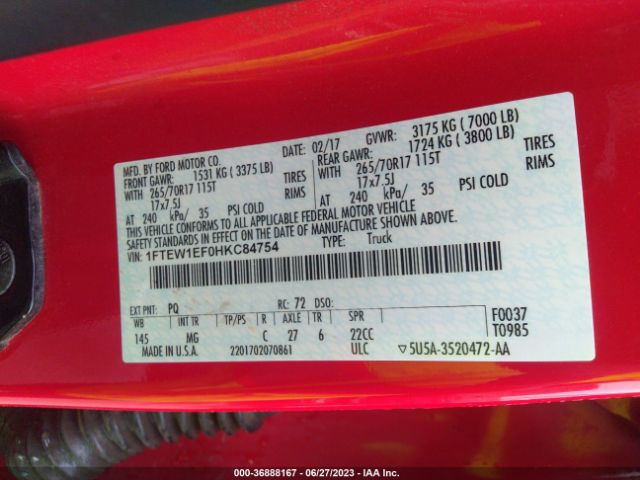 MFD. BY FORD MOTOR CO.
DATE: 02/17 GVWR: 3175 KG ( 7000 LB)
FRONT GAWR: 1531 KG ( 3375 LB) REAR GAWR: 1724 KG ( 3800 LB)
WITH 265/70R17 115T TIRES WITH 265/70R17 115T TIRES
17x7.5J RIMS 17x7.5J RIMS
AT 240 kPa/ 35 PSI COLD AT 240 kPa/ 35 PSI COLD
THIS VEHICLE CONFORMS TO ALL APPLICABLE FEDERAL MOTOR VEHICLE
SAFETY STANDARDS IN EFFECT ON THE DATE OF MANUFACTURE SHOWN ABOVE.
VIN: 1FTEW1EF0HKC84754 TYPE: Truck
EXT PNT: PQ RC: 72 DSO: F0037
WB INT TR TP/PS R AXLE TR SPR T0985
145 MG C 27 6 22CC
MADE IN U.S.A. 2201702070861 ULC ▽5U5A-3520472-AA
000-36888167 - 06/27/2023 - IAA Inc.